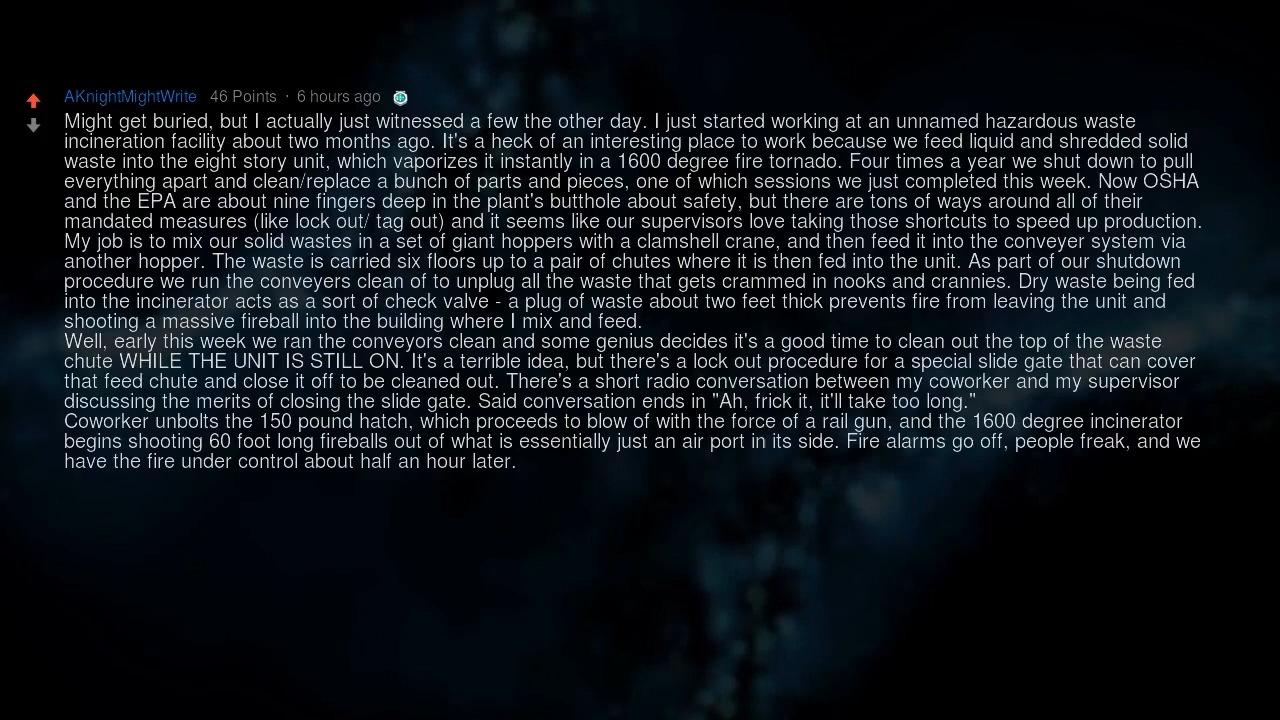 AKnightMightWrite 46 Points · 6 hours ago
Might get buried, but I actually just witnessed a few the other day. I just started working at an unnamed hazardous waste
incineration facility about two months ago. It's a heck of an interesting place to work because we feed liquid and shredded solid
waste into the eight story unit, which vaporizes it instantly in a 1600 degree fire tornado. Four times a year we shut down to pull
everything apart and clean/replace a bunch of parts and pieces, one of which sessions we just completed this week. Now OSHA
and the EPA are about nine fingers deep in the plant's butthole about safety, but there are tons of ways around all of their
mandated measures (like lock out/ tag out) and it seems like our supervisors love taking those shortcuts to speed up production.
My job is to mix our solid wastes in a set of giant hoppers with a clamshell crane, and then feed it into the conveyer system via
another hopper. The waste is carried six floors up to a pair of chutes where it is then fed into the unit. As part of our shutdown
procedure we run the conveyers clean of to unplug all the waste that gets crammed in nooks and crannies. Dry waste being fed
into the incinerator acts as a sort of check valve - a plug of waste about two feet thick prevents fire from leaving the unit and
shooting a massive fireball into the building where I mix and feed.
Well, early this week we ran the conveyors clean and some genius decides it's a good time to clean out the top of the waste
chute WHILE THE UNIT IS STILL ON. It's a terrible idea, but there's a lock out procedure for a special slide gate that can cover
that feed chute and close it off to be cleaned out. There's a short radio conversation between my coworker and my supervisor
discussing the merits of closing the slide gate. Said conversation ends in "Ah, frick it, it'll take too long."
Coworker unbolts the 150 pound hatch, which proceeds to blow of with the force of a rail gun, and the 1600 degree incinerator
begins shooting 60 foot long fireballs out of what is essentially just an air port in its side. Fire alarms go off, people freak, and we
have the fire under control about half an hour later.